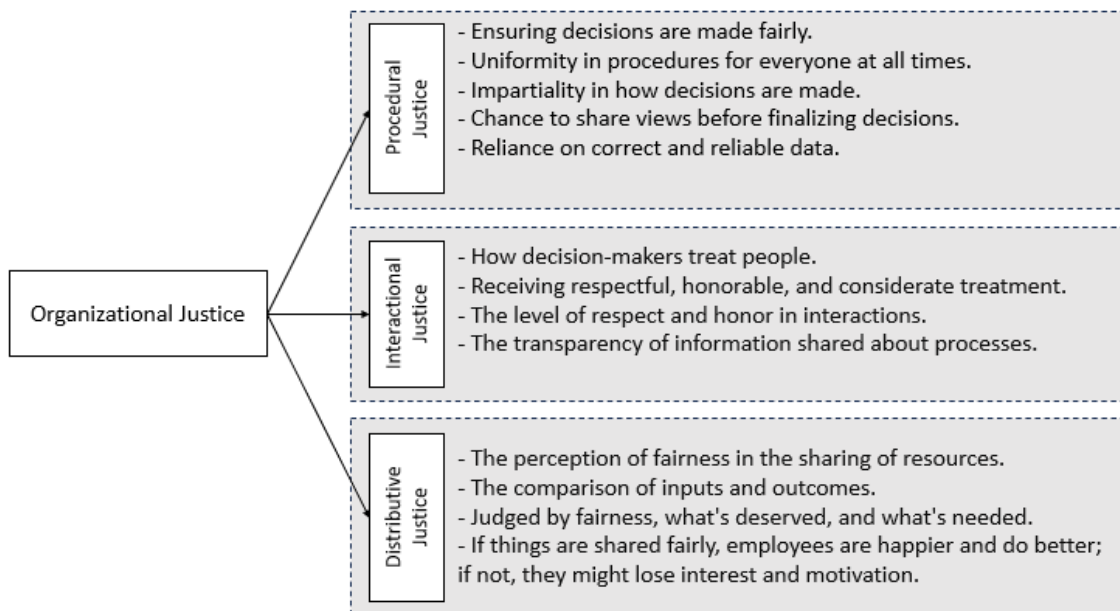 Organizational Justice
Procedural
Justice
- Ensuring decisions are made fairly.
- Uniformity in procedures for everyone at all times.
- Impartiality in how decisions are made.
- Chance to share views before finalizing decisions.
- Reliance on correct and reliable data.
Interactional
Justice
- How decision-makers treat people.
- Receiving respectful, honorable, and considerate treatment.
- The level of respect and honor in interactions.
- The transparency of information shared about processes.
Distributive
Justice
- The perception of fairness in the sharing of resources.
- The comparison of inputs and outcomes.
- Judged by fairness, what's deserved, and what's needed.
- If things are shared fairly, employees are happier and do better;
if not, they might lose interest and motivation.